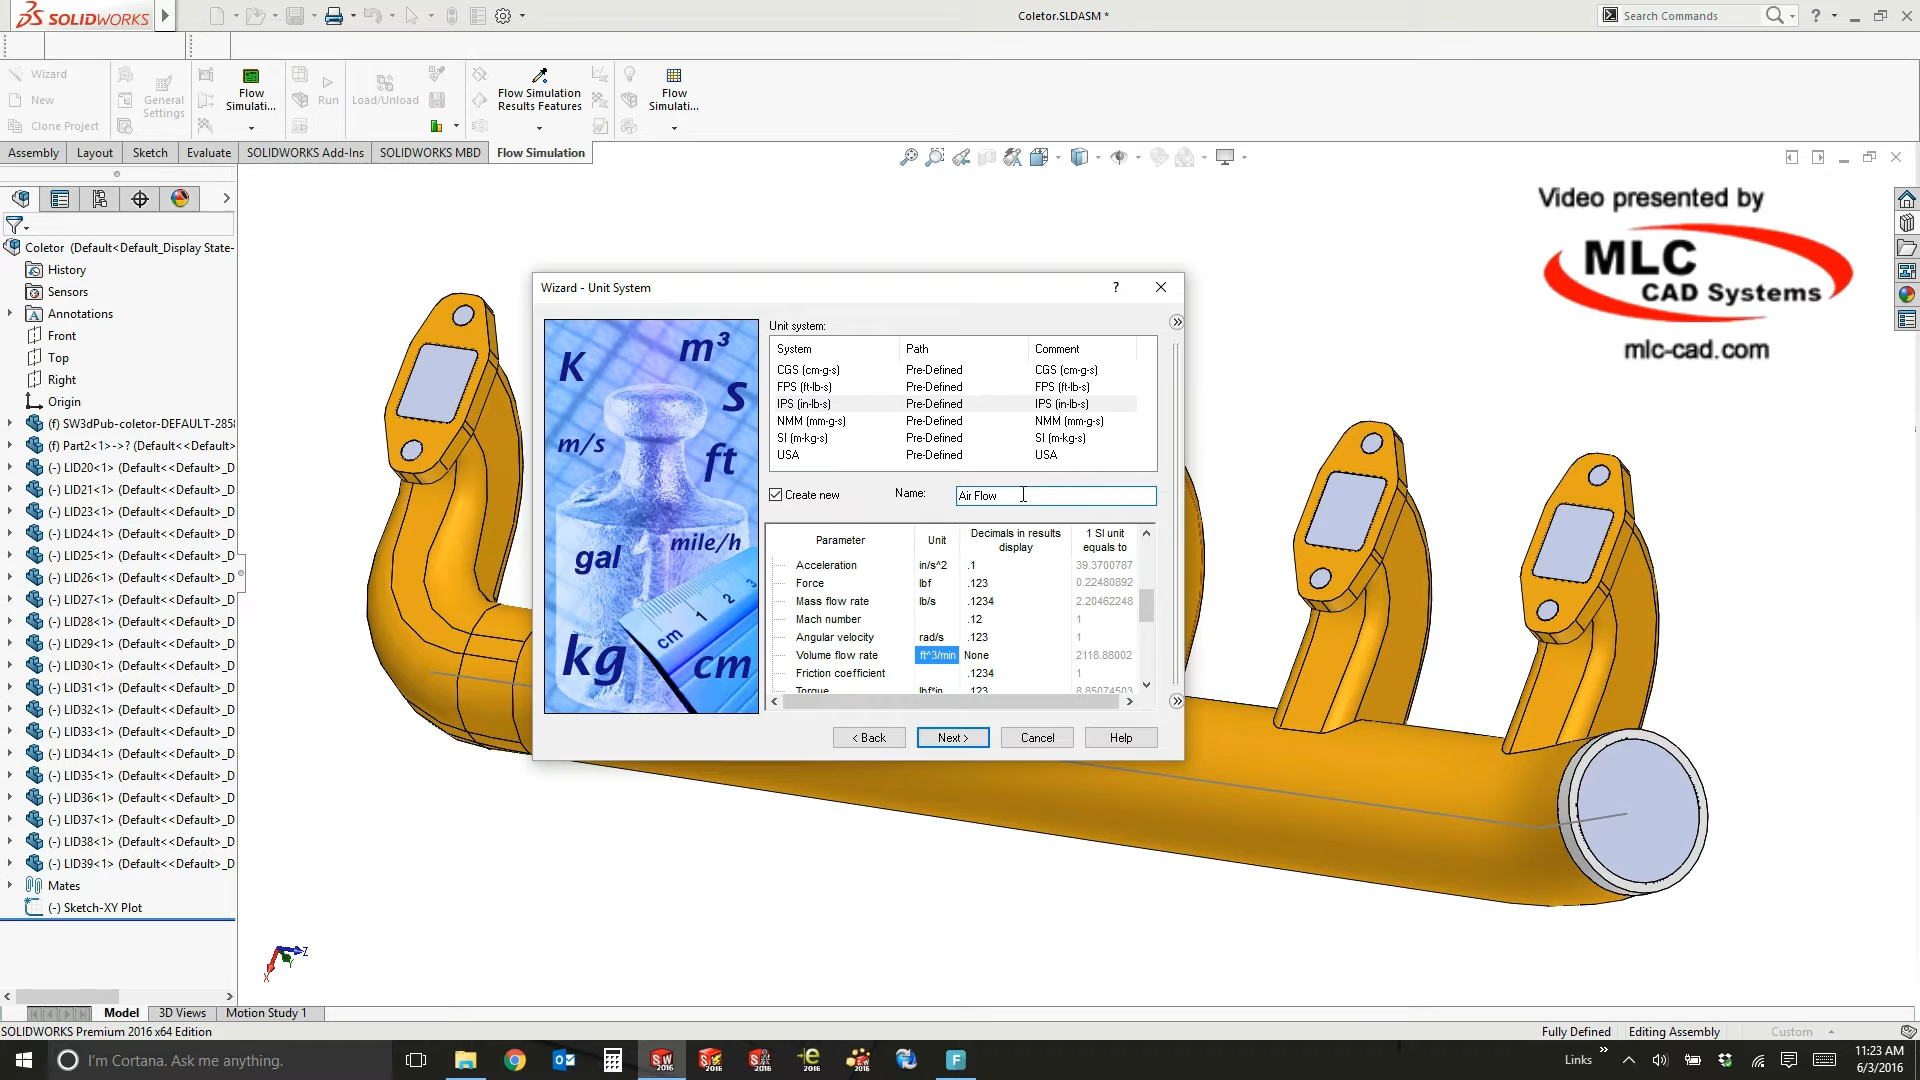 SOLIDWORKS
Coletor.SLDASM *
Search Commands
Wizard
New
Clone Project
General
Settings
Flow
Simulati...
Run
Load/Unload
Flow Simulation
Results Features
Flow
Simulati...
Assembly
Layout
Sketch
Evaluate
SOLIDWORKS Add-Ins
SOLIDWORKS MBD
Flow Simulation
Coletor (Default<Default_Display State-
History
Sensors
Annotations
Front
Top
Right
Origin
(f) SW3dPub-coletor-DEFAULT-2858
(f) Part2<1>->? (Default<<Default>
(-) LID20<1> (Default<<Default>_D
(-) LID21<1> (Default<<Default>_D
(-) LID23<1> (Default<<Default>_D
(-) LID24<1> (Default<<Default>_D
(-) LID25<1> (Default<<Default>_D
(-) LID26<1> (Default<<Default>_D
(-) LID27<1> (Default<<Default>_D
(-) LID28<1> (Default<<Default>_D
(-) LID29<1> (Default<<Default>_D
(-) LID30<1> (Default<<Default>_D
(-) LID31<1> (Default<<Default>_D
(-) LID32<1> (Default<<Default>_D
(-) LID33<1> (Default<<Default>_D
(-) LID34<1> (Default<<Default>_D
(-) LID35<1> (Default<<Default>_D
(-) LID36<1> (Default<<Default>_D
(-) LID37<1> (Default<<Default>_D
(-) LID38<1> (Default<<Default>_D
(-) LID39<1> (Default<<Default>_D
Mates
(-) Sketch-XY Plot
Video presented by
MLC
CAD Systems
mlc-cad.com
Wizard - Unit System
K m³
s
m/s ft
gal mile/h
cm 1 2 3
kg cm
Unit system:
System Path Comment
CGS (cm-g-s) Pre-Defined CGS (cm-g-s)
FPS (ft-lb-s) Pre-Defined FPS (ft-lb-s)
IPS (in-lb-s) Pre-Defined IPS (in-lb-s)
NMM (mm-g-s) Pre-Defined NMM (mm-g-s)
SI (m-kg-s) Pre-Defined SI (m-kg-s)
USA Pre-Defined USA
Create new Name: Air Flow
Parameter Unit Decimals in results display 1 SI unit equals to
Acceleration in/s^2 .1 39.3700787
Force lbf .123 0.22480892
Mass flow rate lb/s .1234 2.20462248
Mach number .12 1
Angular velocity rad/s .123 1
Volume flow rate ft^3/min None 2118.88002
Friction coefficient .1234 1
Torque lbf*in .123 8.85074503
< Back
Next >
Cancel
Help
Z
X
Model
3D Views
Motion Study 1
SOLIDWORKS Premium 2016 x64 Edition
Fully Defined
Editing Assembly
Custom
I'm Cortana. Ask me anything.
Links
11:23 AM
6/3/2016